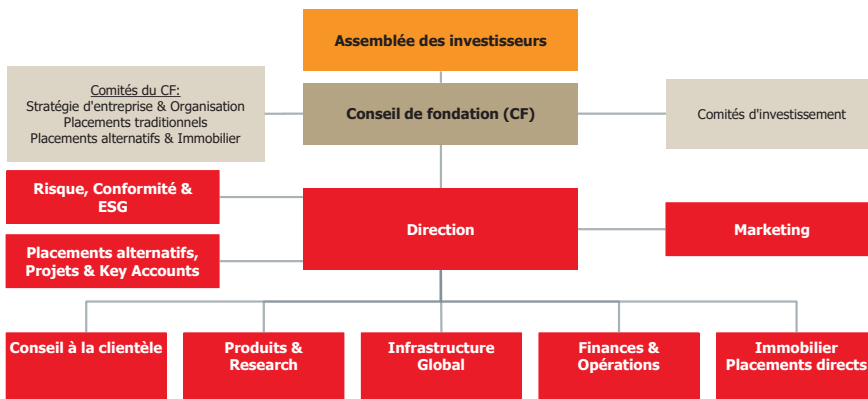 Assemblée des investisseurs
Comités du CF:
Stratégie d'entreprise & Organisation
Placements traditionnels
Placements alternatifs & Immobilier
Conseil de fondation (CF)
Comités d'investissement
Risque, Conformité &
ESG
Direction
Marketing
Placements alternatifs,
Projets & Key Accounts
Conseil à la clientèle
Produits &
Research
Infrastructure
Global
Finances &
Opérations
Immobilier
Placements directs